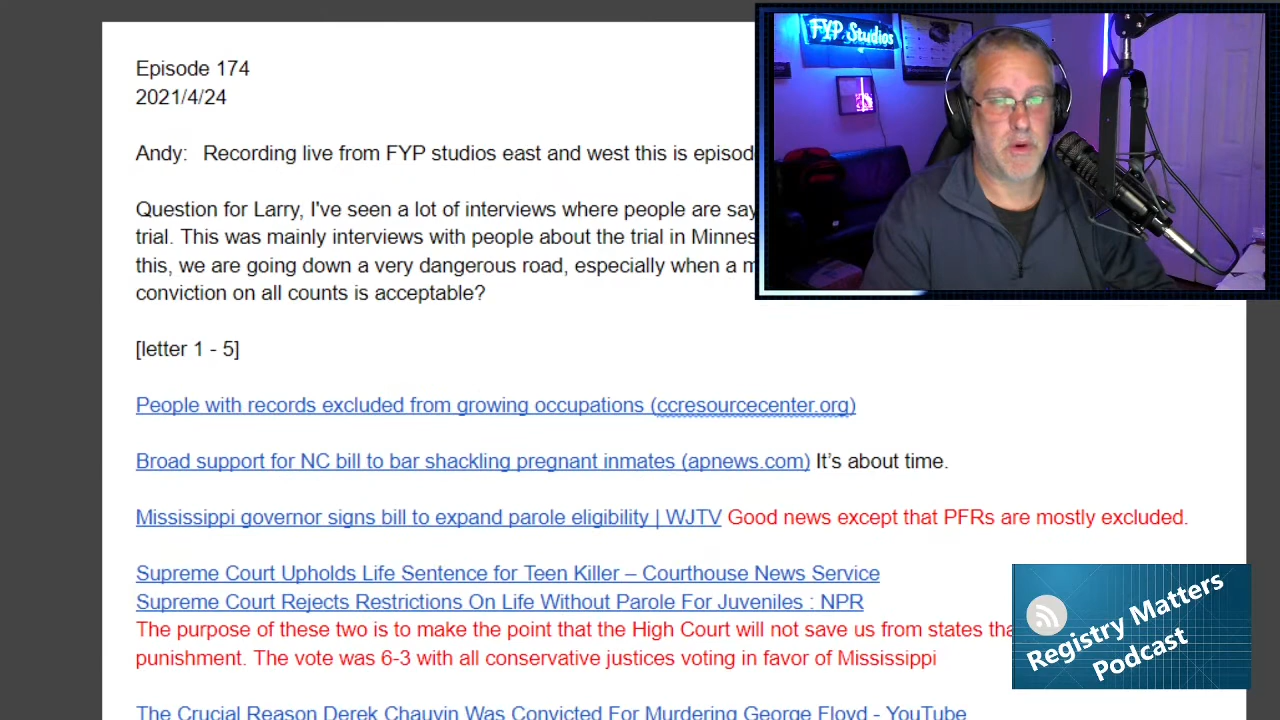 Episode 174
2021/4/24
Andy: Recording live from FYP studios east and west this is episod
Question for Larry, I've seen a lot of interviews where people are say
trial. This was mainly interviews with people about the trial in Minnes
this, we are going down a very dangerous road, especially when a m
conviction on all counts is acceptable?
[letter 1 - 5]
People with records excluded from growing occupations (ccresourcecenter.org)
Broad support for NC bill to bar shackling pregnant inmates (apnews.com) It’s about time.
Mississippi governor signs bill to expand parole eligibility | WJTV Good news except that PFRs are mostly excluded.
Supreme Court Upholds Life Sentence for Teen Killer – Courthouse News Service
Supreme Court Rejects Restrictions On Life Without Parole For Juveniles : NPR
The purpose of these two is to make the point that the High Court will not save us from states tha
punishment. The vote was 6-3 with all conservative justices voting in favor of Mississippi
The Crucial Reason Derek Chauvin Was Convicted For Murdering George Floyd - YouTube
FYP Studios
Registry Matters
Podcast